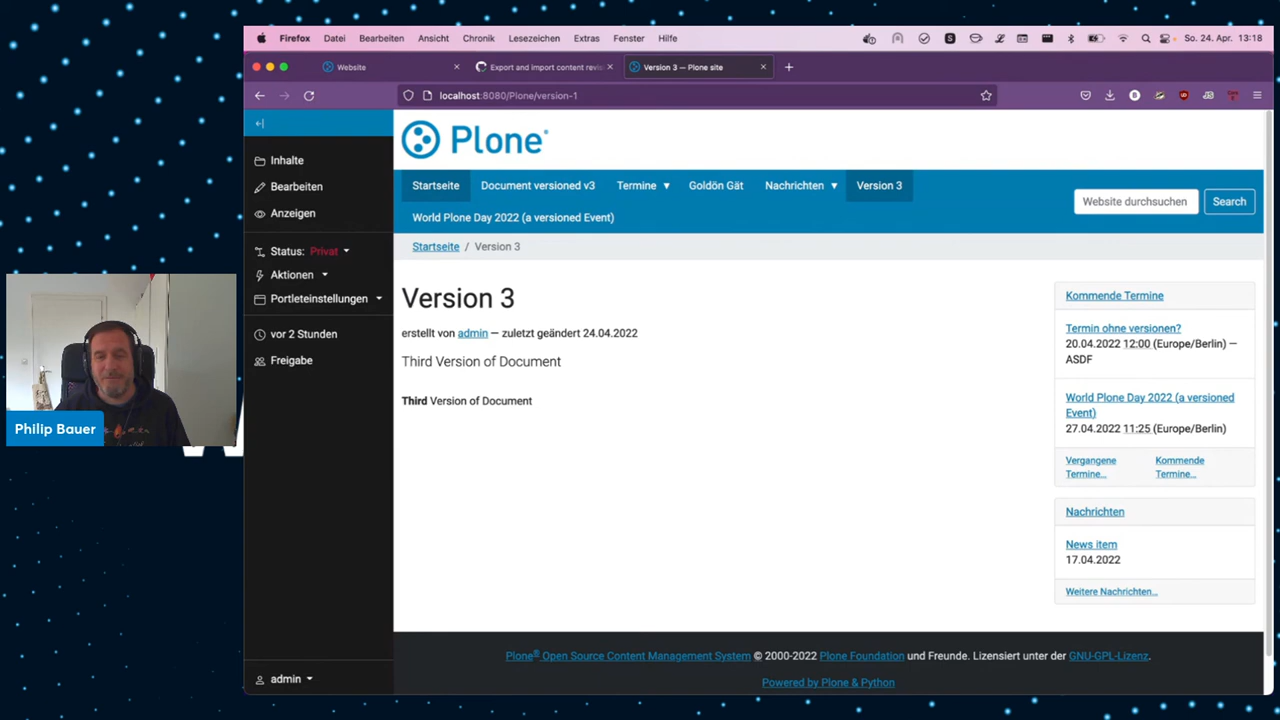 Firefox Datei Bearbeiten Ansicht Chronik Lesezeichen Extras Fenster Hilfe So. 24. Apr. 13:18
Website
Export and import content revis
Version 3 — Plone site
localhost:8080/Plone/version-1
Plone®
Inhalte
Bearbeiten
Anzeigen
Status: Privat
Aktionen
Porteinstellungen
vor 2 Stunden
Freigabe
admin
Startseite Document versioned v3 Termine Goldön Gät Nachrichten Version 3
World Plone Day 2022 (a versioned Event)
Website durchsuchen Search
Startseite / Version 3
Version 3
erstellt von admin — zuletzt geändert 24.04.2022
Third Version of Document
Third Version of Document
Kommende Termine
Termin ohne versionen?
20.04.2022 12:00 (Europe/Berlin) —
ASDF
World Plone Day 2022 (a versioned
Event)
27.04.2022 11:25 (Europe/Berlin)
Vergangene
Termine...
Kommende
Termine...
Nachrichten
News item
17.04.2022
Weitere Nachrichten...
Plone® Open Source Content Management System © 2000-2022 Plone Foundation und Freunde. Lizensiert unter der GNU-GPL-Lizenz.
Powered by Plone & Python
Philip Bauer